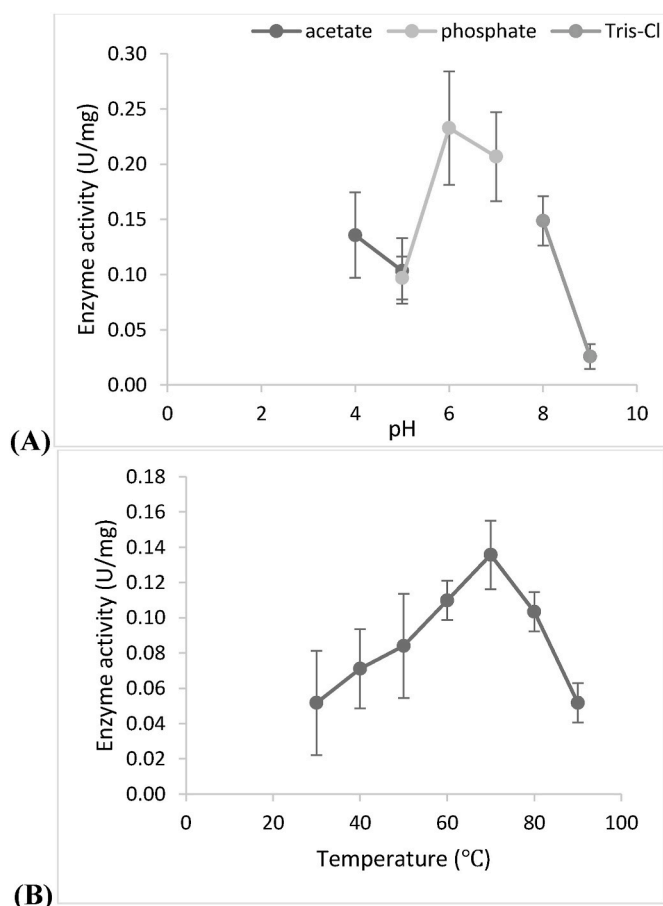 acetate phosphate Tris-Cl
Enzyme activity (U/mg)
0.30
0.25
0.20
0.15
0.10
0.05
0.00
0 2 4 6 8 10
pH
(A)
Enzyme activity (U/mg)
0.18
0.16
0.14
0.12
0.10
0.08
0.06
0.04
0.02
0.00
0 20 40 60 80 100
Temperature (°C)
(B)